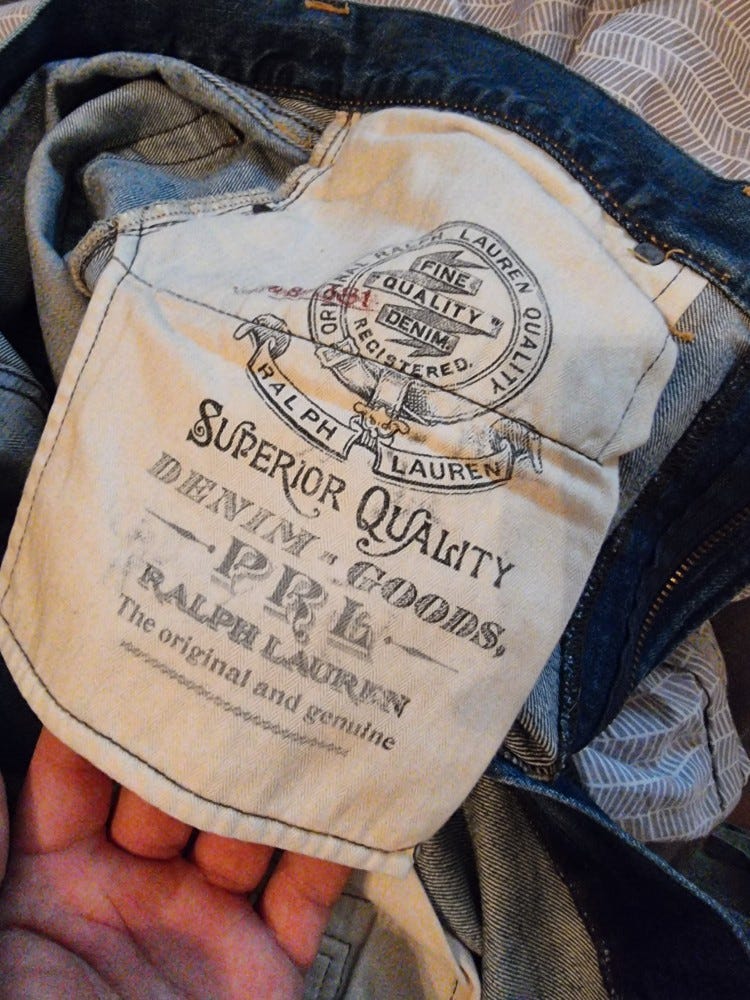 ORIGINAL RALPH LAUREN QUALITY
FINE
"QUALITY"
DENIM.
REGISTERED.
RALPH LAUREN
SUPERIOR QUALITY
DENIM = GOODS,
PRL
RALPH LAUREN
The original and genuine